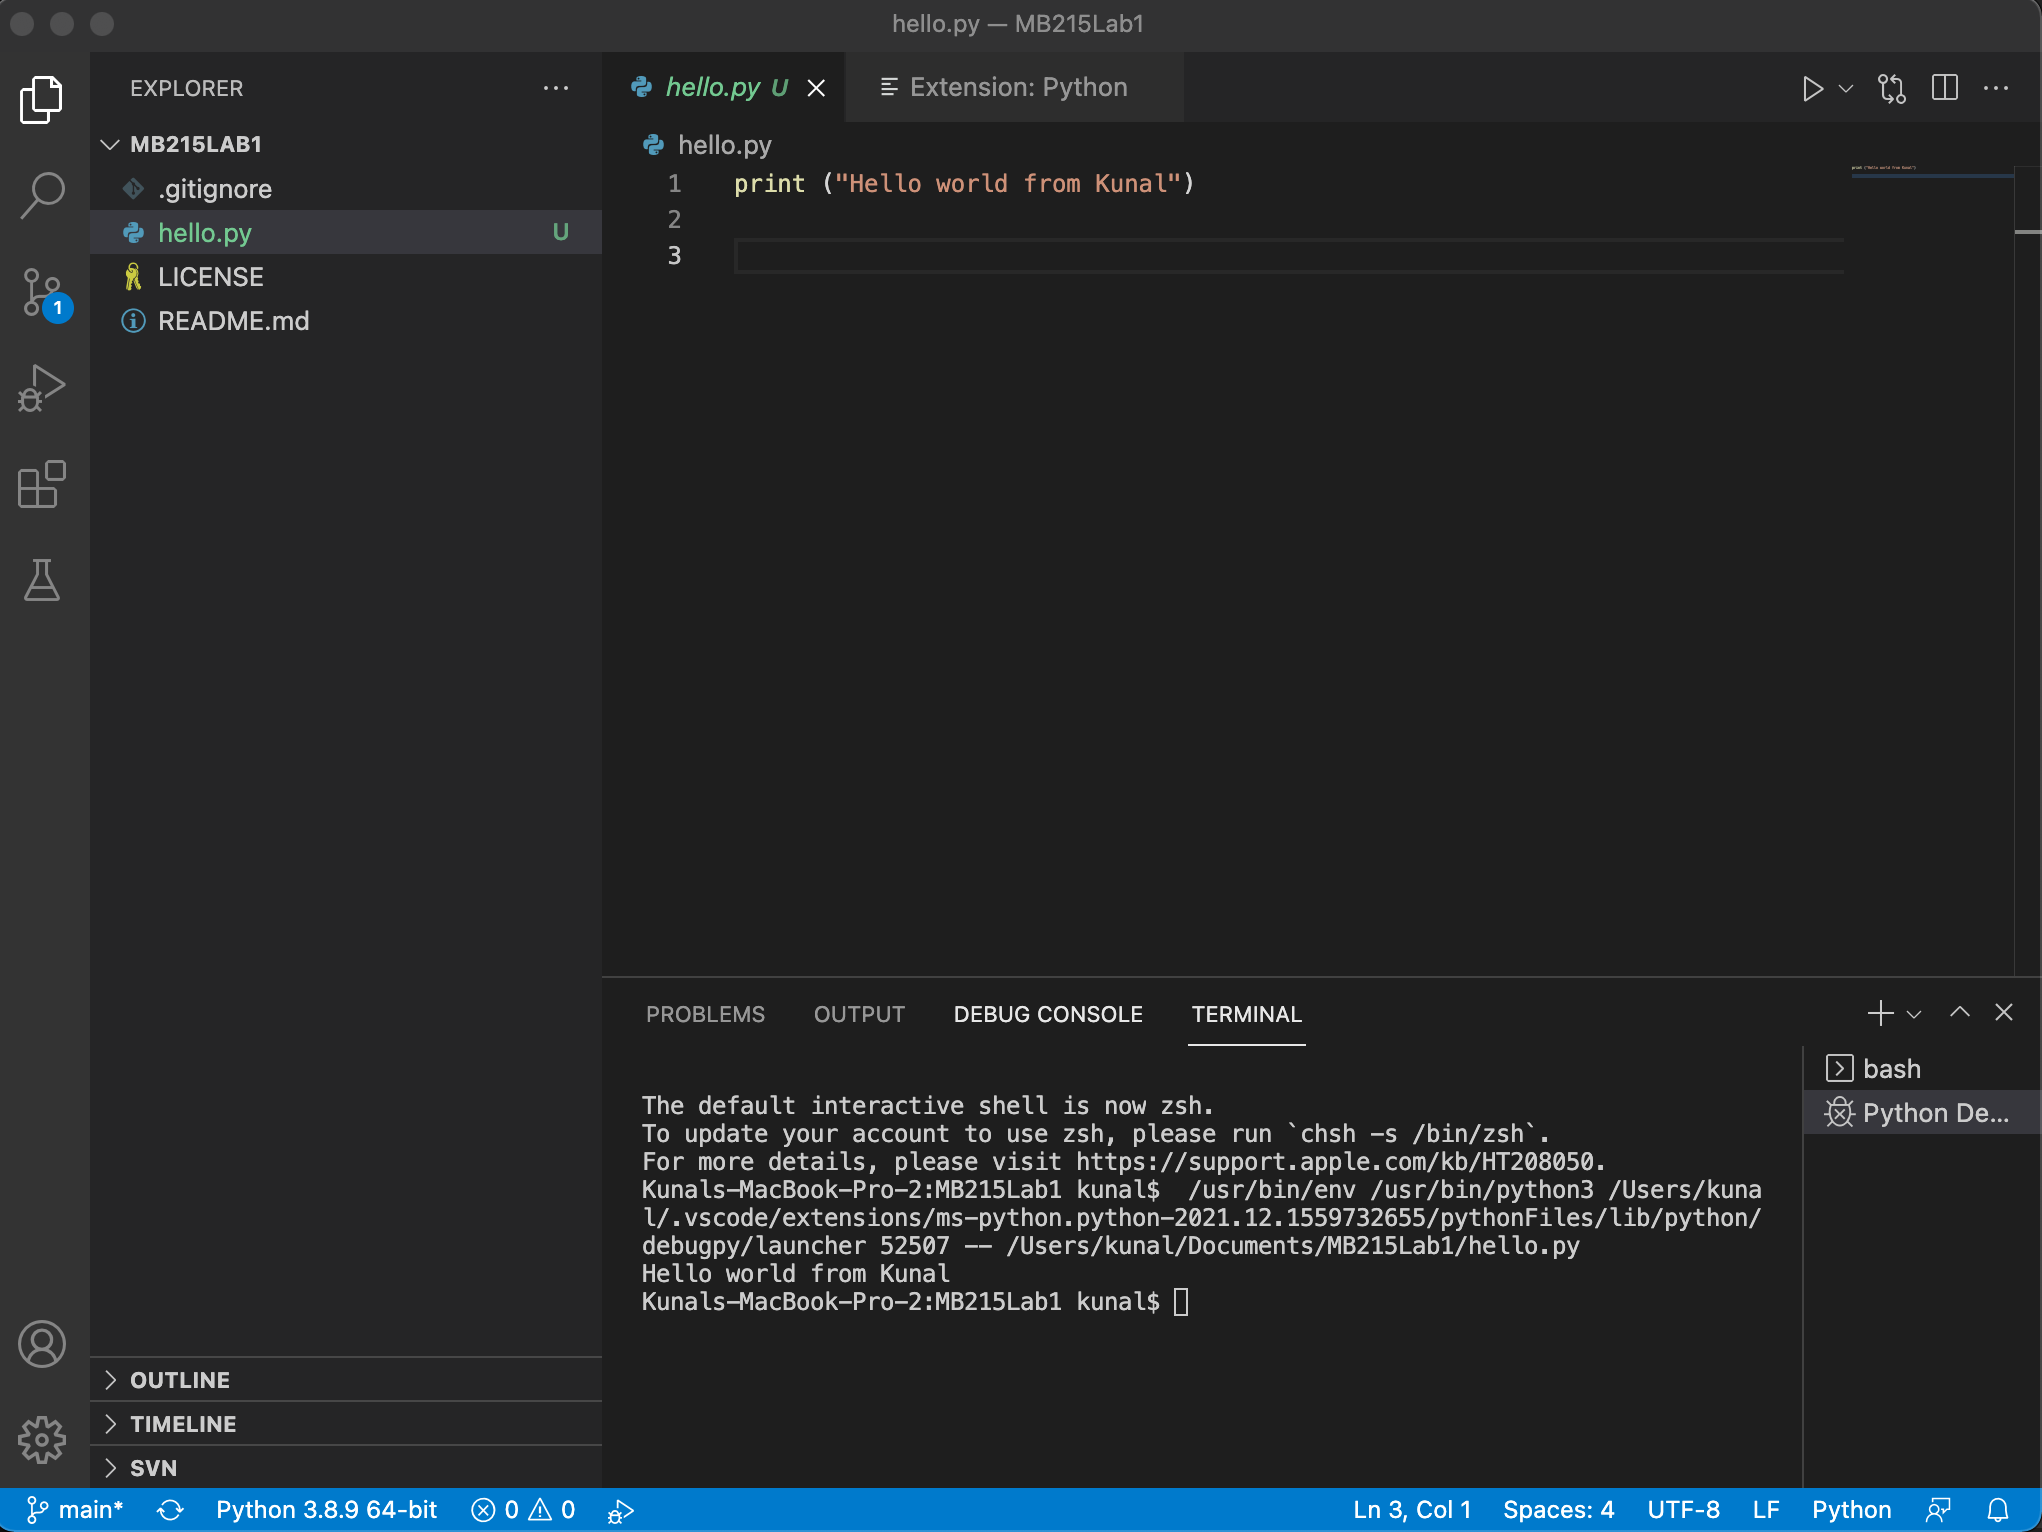 hello.py — MB215Lab1
EXPLORER
MB215LAB1
.gitignore
hello.py U
LICENSE
README.md
1
OUTLINE
TIMELINE
SVN
hello.py U
Extension: Python
hello.py
1 print ("Hello world from Kunal")
2
3
print ("Hello world from Kunal")
PROBLEMS OUTPUT DEBUG CONSOLE TERMINAL
The default interactive shell is now zsh.
To update your account to use zsh, please run `chsh -s /bin/zsh`.
For more details, please visit https://support.apple.com/kb/HT208050.
Kunals-MacBook-Pro-2:MB215Lab1 kunal$  /usr/bin/env /usr/bin/python3 /Users/kuna
l/.vscode/extensions/ms-python.python-2021.12.1559732655/pythonFiles/lib/python/
debugpy/launcher 52507 -- /Users/kunal/Documents/MB215Lab1/hello.py
Hello world from Kunal
Kunals-MacBook-Pro-2:MB215Lab1 kunal$
bash
Python De...
main* Python 3.8.9 64-bit 0 0 Ln 3, Col 1 Spaces: 4 UTF-8 LF Python